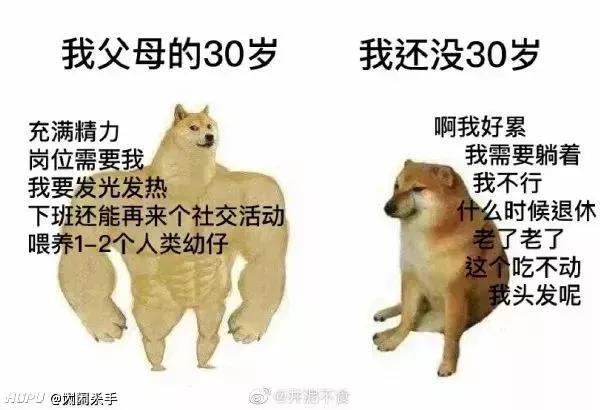 我父母的30岁
充满精力
岗位需要我
我要发光发热
下班还能再来个社交活动
喂养1-2个人类幼仔
我还没30岁
啊我好累
我需要躺着
我不行
什么时候退休
老了老了
这个吃不动
我头发呢
HUPU